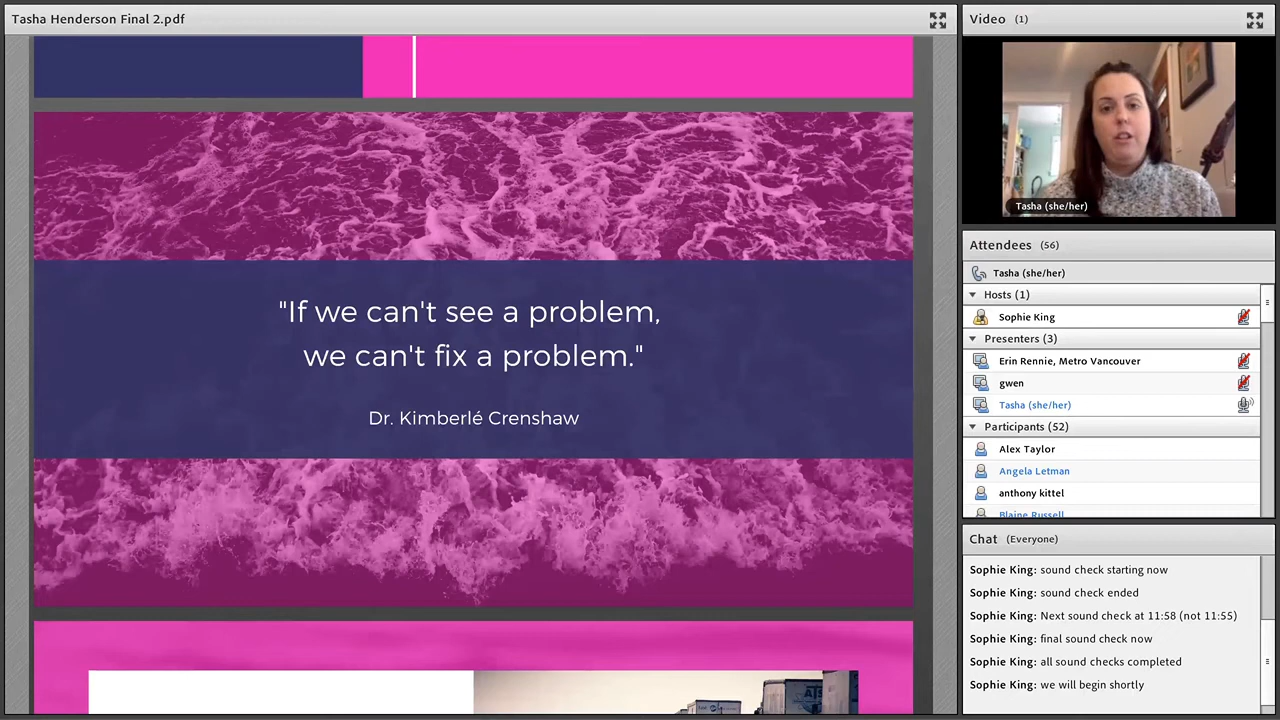 Tasha Henderson Final 2.pdf
"If we can't see a problem,
we can't fix a problem."
Dr. Kimberlé Crenshaw
Video (1)
Tasha (she/her)
Attendees (56)
Tasha (she/her)
Hosts (1)
Sophie King
Presenters (3)
Erin Rennie, Metro Vancouver
gwen
Tasha (she/her)
Participants (52)
Alex Taylor
Angela Letman
anthony kittel
Blaine Russell
Chat (Everyone)
Sophie King: sound check starting now
Sophie King: sound check ended
Sophie King: Next sound check at 11:58 (not 11:55)
Sophie King: final sound check now
Sophie King: all sound checks completed
Sophie King: we will begin shortly